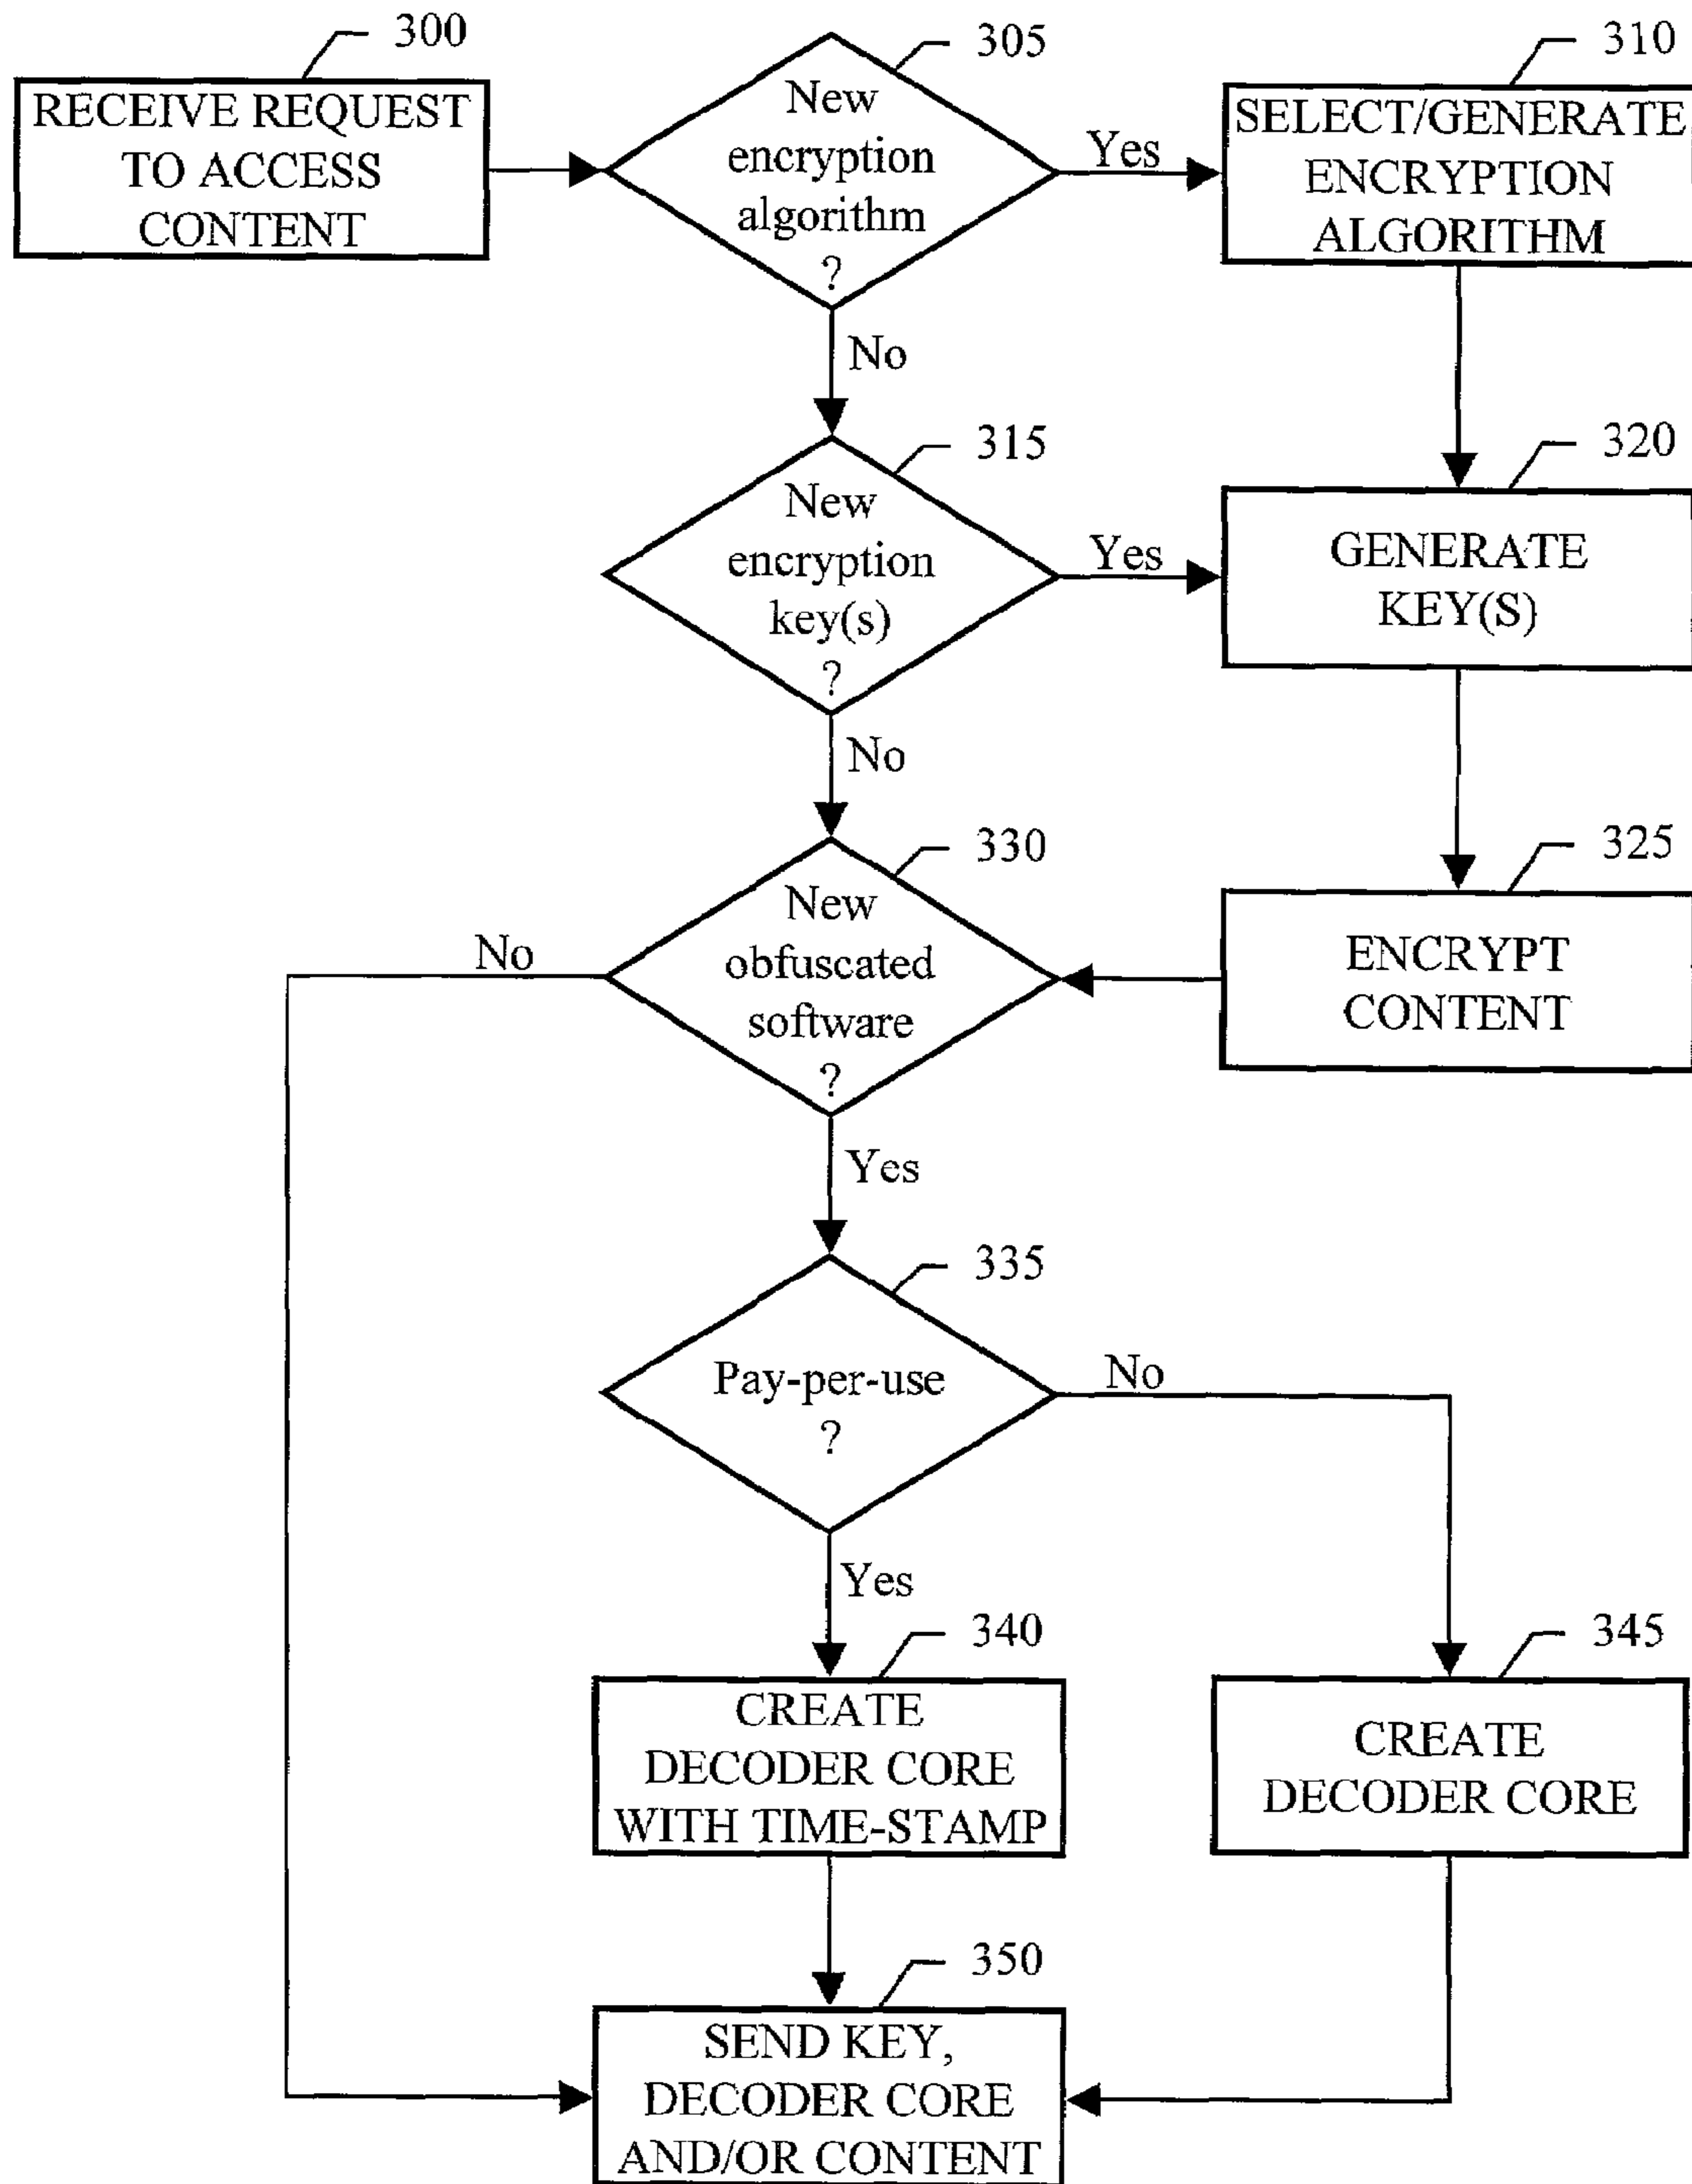 300
RECEIVE REQUEST
TO ACCESS
CONTENT
305
New
encryption
algorithm
?
Yes
310
SELECT/GENERATE
ENCRYPTION
ALGORITHM
No
315
New
encryption
key(s)
?
Yes
320
GENERATE
KEY(S)
No
330
New
obfuscated
software
?
No
325
ENCRYPT
CONTENT
Yes
335
Pay-per-use
?
No
Yes
340
CREATE
DECODER CORE
WITH TIME-STAMP
345
CREATE
DECODER CORE
350
SEND KEY,
DECODER CORE
AND/OR CONTENT